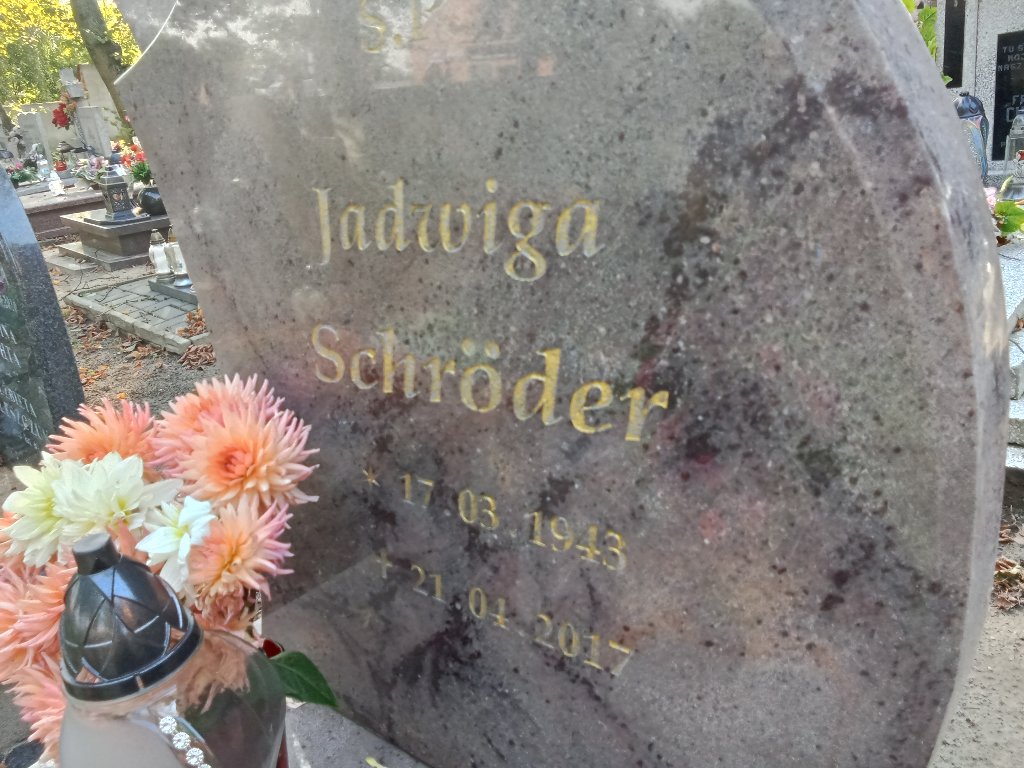 Jadwiga
Schröder
* 17.03.1943
+ 21.04.2017